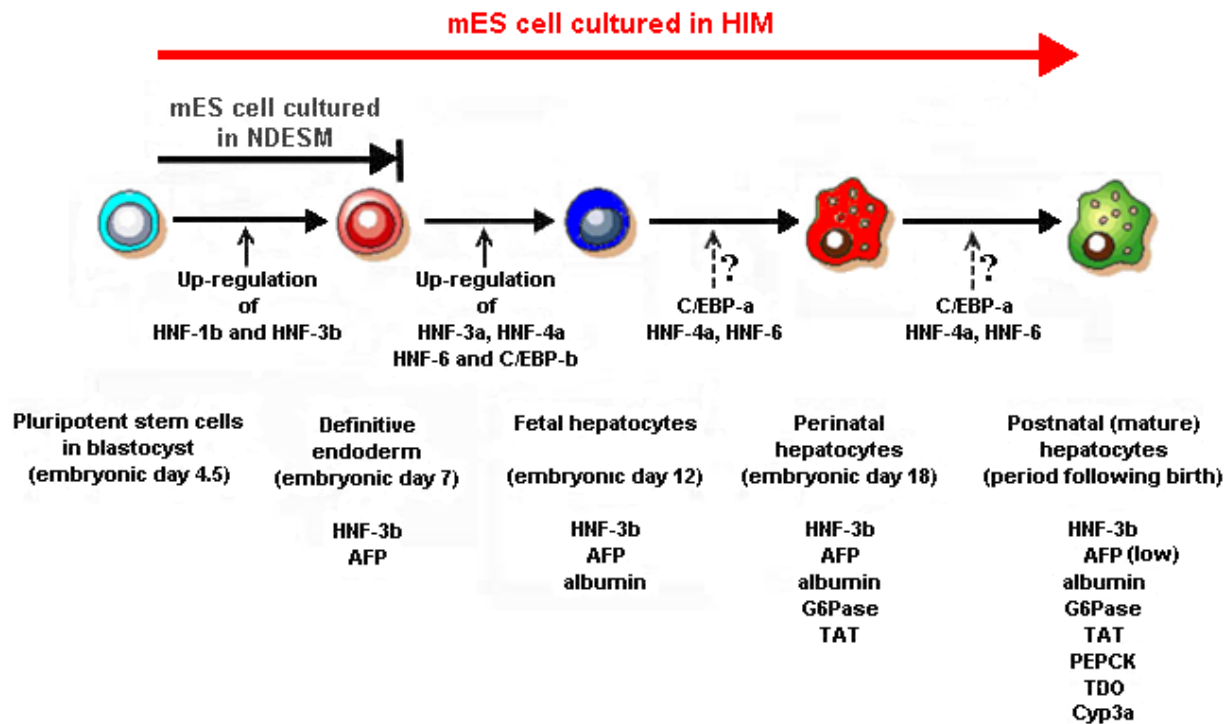 mES cell cultured in HIM
mES cell cultured
in NDESM
Up-regulation
of
HNF-1b and HNF-3b
Up-regulation
of
HNF-3a, HNF-4a
HNF-6 and C/EBP-b
?
C/EBP-a
HNF-4a, HNF-6
?
C/EBP-a
HNF-4a, HNF-6
Pluripotent stem cells
in blastocyst
(embryonic day 4.5)
Definitive
endoderm
(embryonic day 7)
HNF-3b
AFP
Fetal hepatocytes
(embryonic day 12)
HNF-3b
AFP
albumin
Perinatal
hepatocytes
(embryonic day 18)
HNF-3b
AFP
albumin
G6Pase
TAT
Postnatal (mature)
hepatocytes
(period following birth)
HNF-3b
AFP (low)
albumin
G6Pase
TAT
PEPCK
TDO
Cyp3a